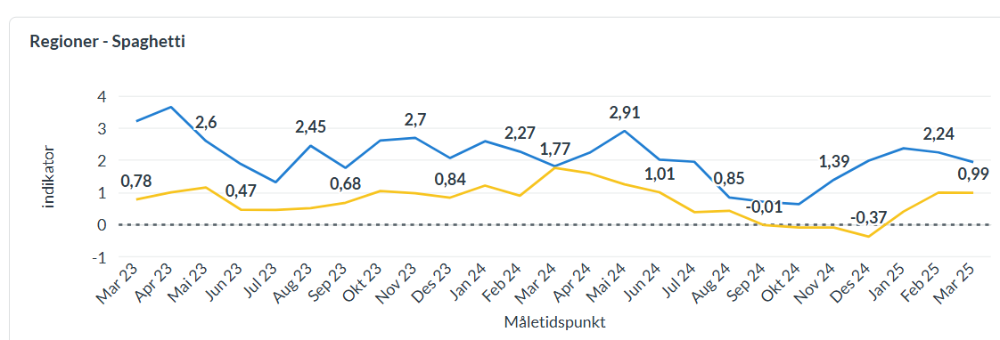 Regioner - Spaghetti
indikator
4
3
2
1
0
-1
2,6
2,45
2,7
2,27
1,77
2,91
0,85
1,39
2,24
0,78
0,47
0,68
0,84
1,01
-0,01
-0,37
0,99
Mar 23
Apr 23
Mai 23
Jun 23
Jul 23
Aug 23
Sep 23
Okt 23
Nov 23
Des 23
Jan 24
Feb 24
Mar 24
Apr 24
Mai 24
Jun 24
Jul 24
Aug 24
Sep 24
Okt 24
Nov 24
Des 24
Jan 25
Feb 25
Mar 25
Måletidspunkt